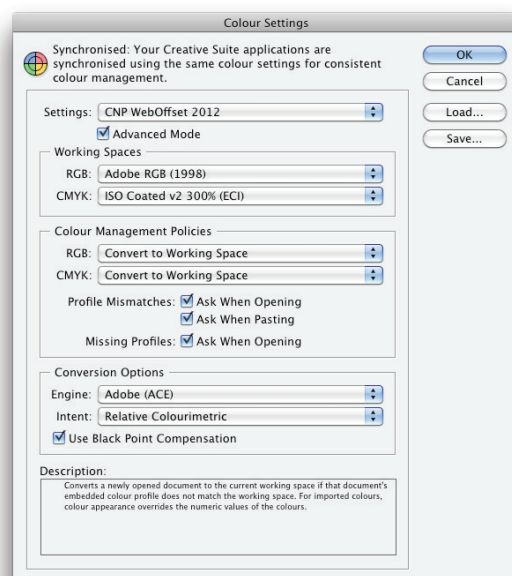 Colour Settings
Synchronised: Your Creative Suite applications are
synchronised using the same colour settings for consistent
colour management.
OK
Cancel
Load...
Save...
Settings: CNP WebOffset 2012
Advanced Mode
Working Spaces
RGB: Adobe RGB (1998)
CMYK: ISO Coated v2 300% (ECI)
Colour Management Policies
RGB: Convert to Working Space
CMYK: Convert to Working Space
Profile Mismatches: Ask When Opening
Ask When Pasting
Missing Profiles: Ask When Opening
Conversion Options
Engine: Adobe (ACE)
Intent: Relative Colourimetric
Use Black Point Compensation
Description:
Converts a newly opened document to the current working space if that document's
embedded colour profile does not match the working space. For imported colours,
colour appearance overrides the numeric values of the colours.